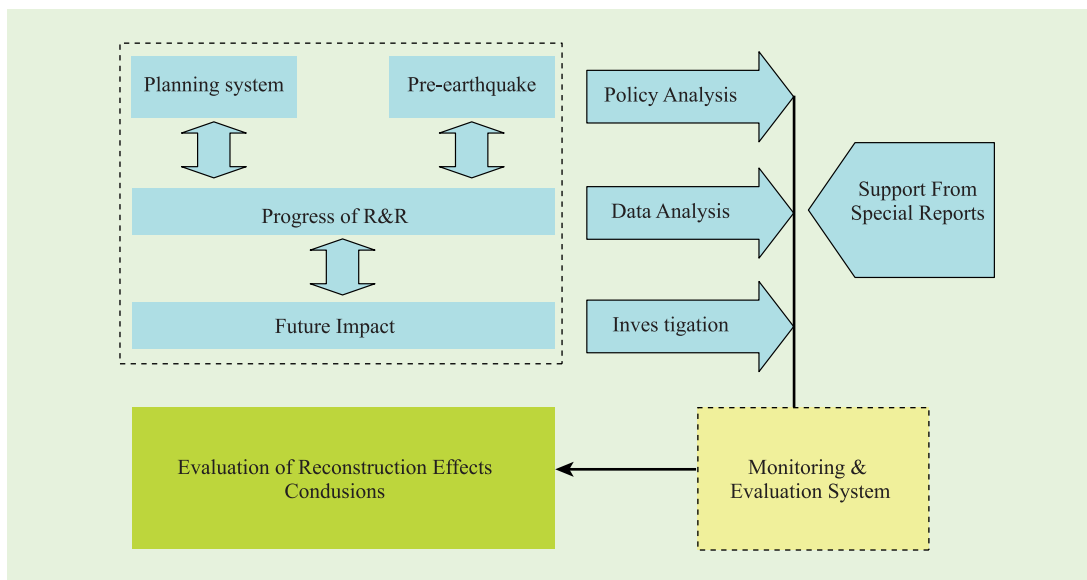 Planning system
Pre-earthquake
Policy Analysis
Support From
Special Reports
Progress of R&R
Data Analysis
Future Impact
Inves tigation
Evaluation of Reconstruction Effects
Condusions
Monitoring &
Evaluation System